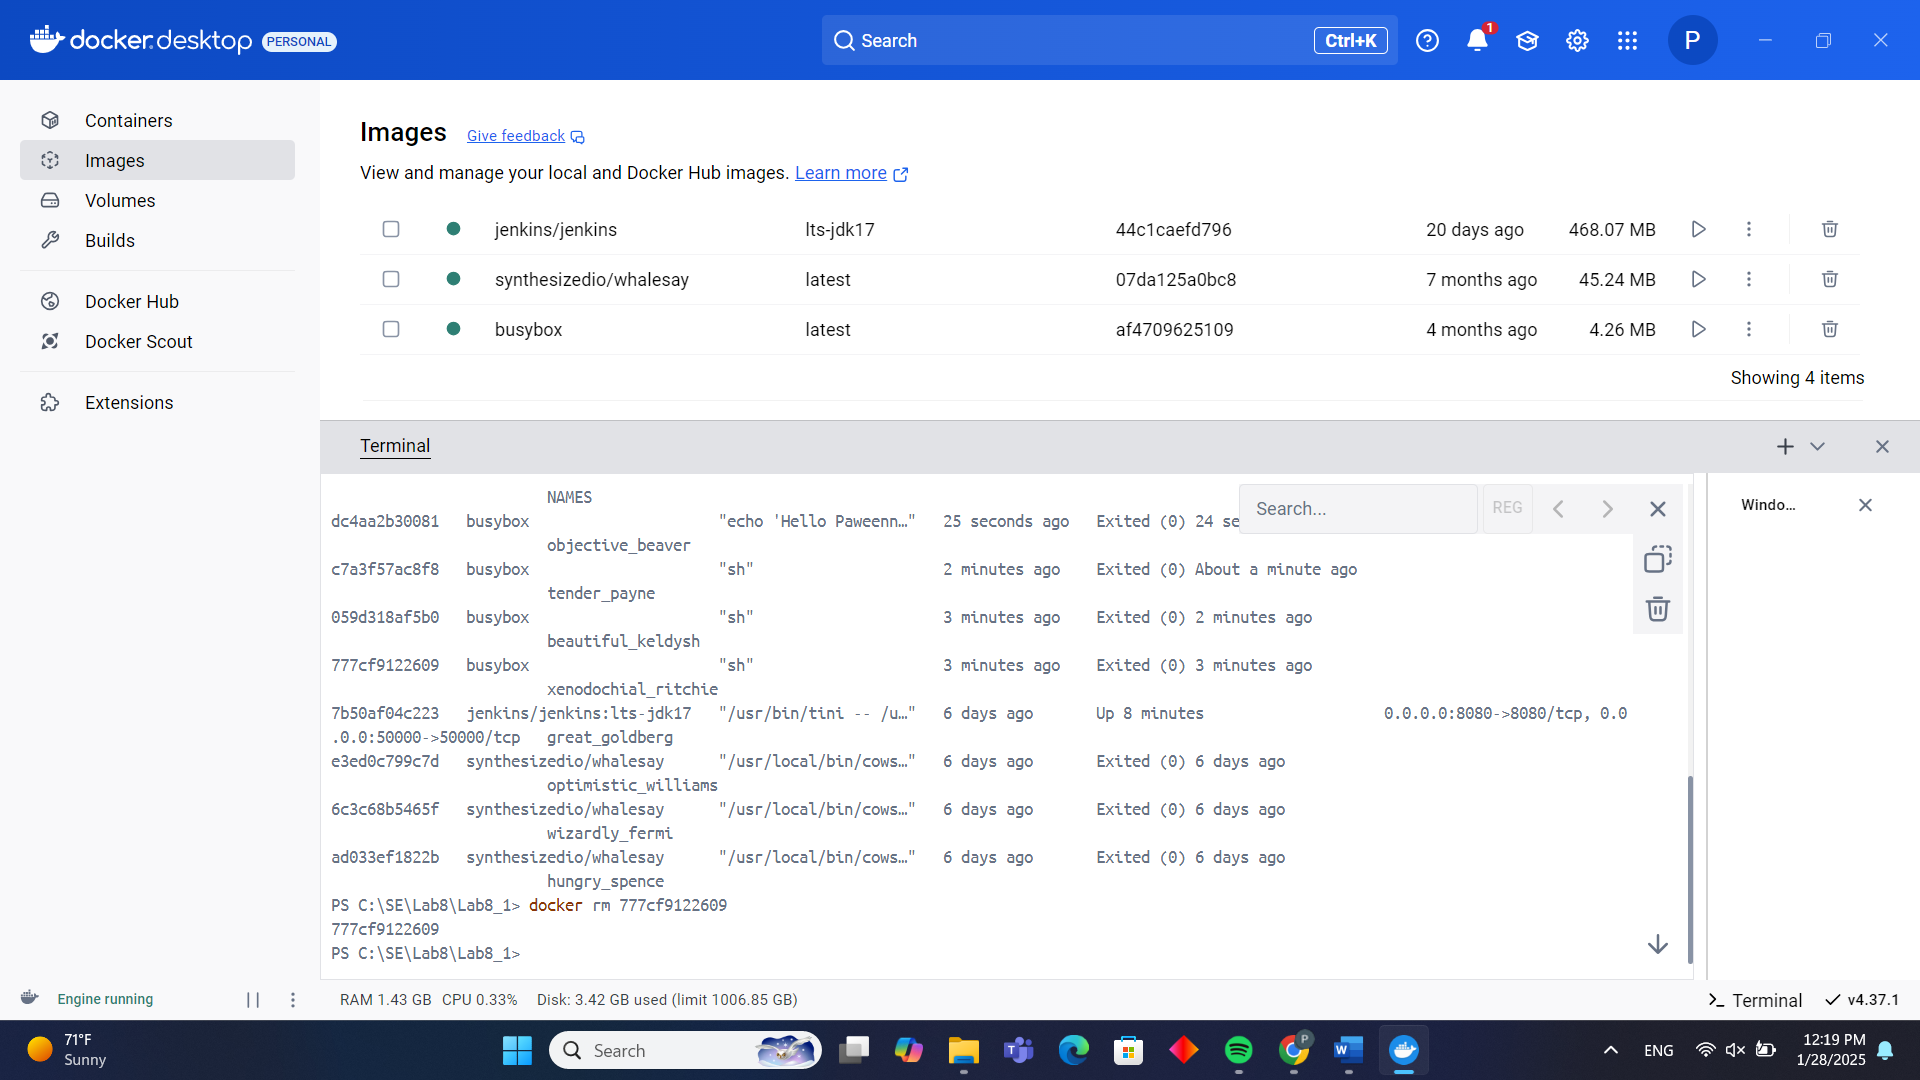 docker.desktop PERSONAL
Search Ctrl+K
1
P
Containers
Images
Volumes
Builds
Docker Hub
Docker Scout
Extensions
Images Give feedback
View and manage your local and Docker Hub images. Learn more
jenkins/jenkins lts-jdk17 44c1caefd796 20 days ago 468.07 MB
synthesizedio/whalesay latest 07da125a0bc8 7 months ago 45.24 MB
busybox latest af4709625109 4 months ago 4.26 MB
Showing 4 items
Terminal
Search... REG
Windo...
NAMES
dc4aa2b30081 busybox "echo 'Hello Paweenn…" 25 seconds ago Exited (0) 24 se
objective_beaver
c7a3f57ac8f8 busybox "sh" 2 minutes ago Exited (0) About a minute ago
tender_payne
059d318af5b0 busybox "sh" 3 minutes ago Exited (0) 2 minutes ago
beautiful_keldysh
777cf9122609 busybox "sh" 3 minutes ago Exited (0) 3 minutes ago
xenodochial_ritchie
7b50af04c223 jenkins/jenkins:lts-jdk17 "/usr/bin/tini -- /u…" 6 days ago Up 8 minutes 0.0.0.0:8080->8080/tcp, 0.0
.0.0:50000->50000/tcp great_goldberg
e3ed0c799c7d synthesizedio/whalesay "/usr/local/bin/cows…" 6 days ago Exited (0) 6 days ago
optimistic_williams
6c3c68b5465f synthesizedio/whalesay "/usr/local/bin/cows…" 6 days ago Exited (0) 6 days ago
wizardly_fermi
ad033ef1822b synthesizedio/whalesay "/usr/local/bin/cows…" 6 days ago Exited (0) 6 days ago
hungry_spence
PS C:\SE\Lab8\Lab8_1> docker rm 777cf9122609
777cf9122609
PS C:\SE\Lab8\Lab8_1>
Engine running
RAM 1.43 GB CPU 0.33% Disk: 3.42 GB used (limit 1006.85 GB)
Terminal
v4.37.1
71°F
Sunny
Search
P
ENG
12:19 PM
1/28/2025